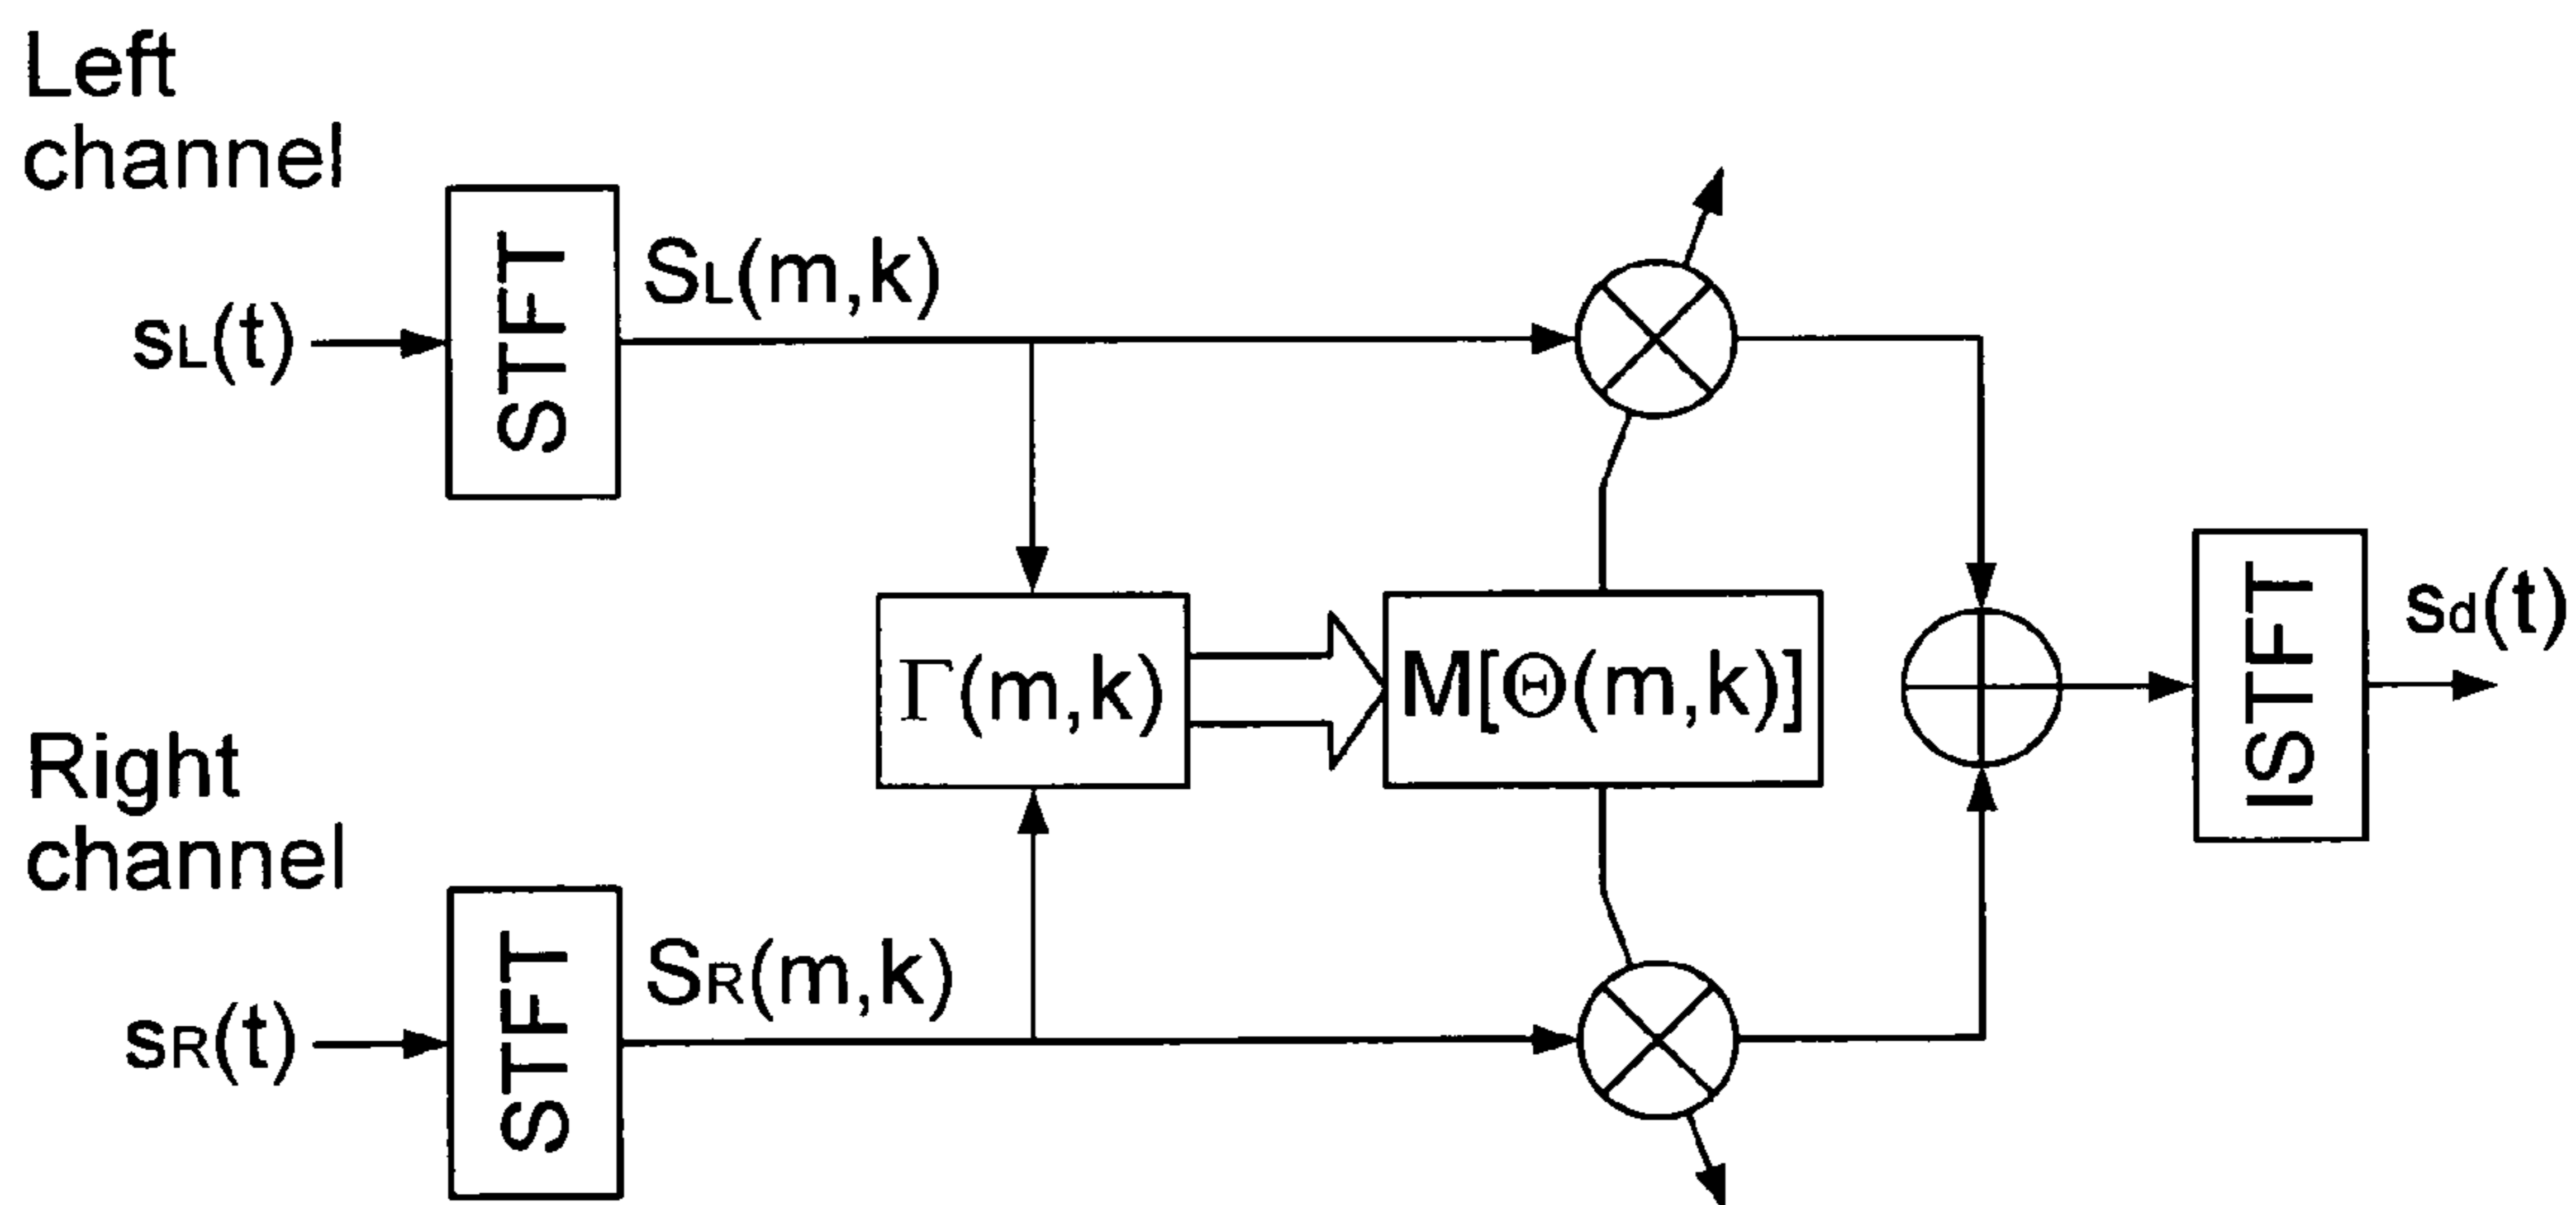 Left
channel
sL(t)
STFT
SL(m,k)
Γ(m,k)
M[Θ(m,k)]
ISTFT
sd(t)
Right
channel
sR(t)
STFT
SR(m,k)